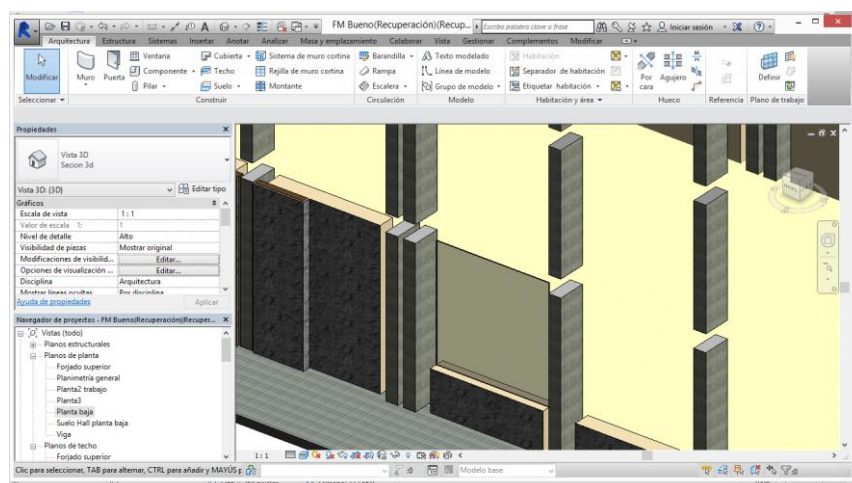 FM Bueno(Recuperación)(Recup...
Escriba palabra clave o frase
Iniciar sesión
Arquitectura Estructura Sistemas Insertar Anotar Analizar Masa y emplazamiento Colaborar Vista Gestionar Complementos Modificar
Modificar
Muro
Puerta
Ventana
Componente
Pilar
Cubierta
Techo
Suelo
Sistema de muro cortina
Rejilla de muro cortina
Montante
Barandilla
Rampa
Escalera
Texto modelado
Línea de modelo
Grupo de modelo
Habitación
Separador de habitación
Etiquetar habitación
Por cara
Agujero
Definir
Seleccionar Construir Circulación Modelo Habitación y área Hueco Referencia Plano de trabajo
Propiedades
Vista 3D
Secion 3d
Vista 3D: {3D} Editar tipo
Gráficos
Escala de vista 1 : 1
Valor de escala 1: 1
Nivel de detalle Alto
Visibilidad de piezas Mostrar original
Modificaciones de visibilid... Editar...
Opciones de visualización ... Editar...
Disciplina Arquitectura
Mostrar líneas ocultas Por disciplina
Ayuda de propiedades Aplicar
Navegador de proyectos - FM Bueno(Recuperación)(Recuper...
Vistas (todo)
Planos estructurales
Planos de planta
Forjado superior
Planimetría general
Planta2 trabajo
Planta3
Planta baja
Suelo Hall planta baja
Viga
Planos de techo
Forjado superior
1 : 1
Clic para seleccionar, TAB para alternar, CTRL para añadir y MAYÚS p
:0
Modelo base
:0